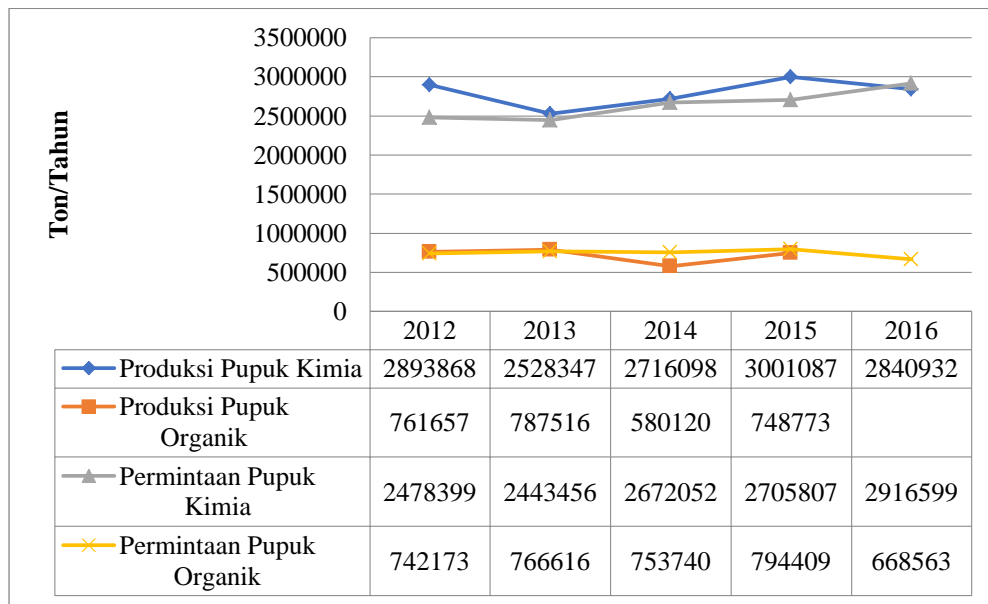 3500000
3000000
2500000
2000000
1500000
1000000
500000
0
Ton/Tahun
2012 2013 2014 2015 2016
Produksi Pupuk Kimia 2893868 2528347 2716098 3001087 2840932
Produksi Pupuk
Organik
761657 787516 580120 748773
Permintaan Pupuk
Kimia
2478399 2443456 2672052 2705807 2916599
Permintaan Pupuk
Organik
742173 766616 753740 794409 668563